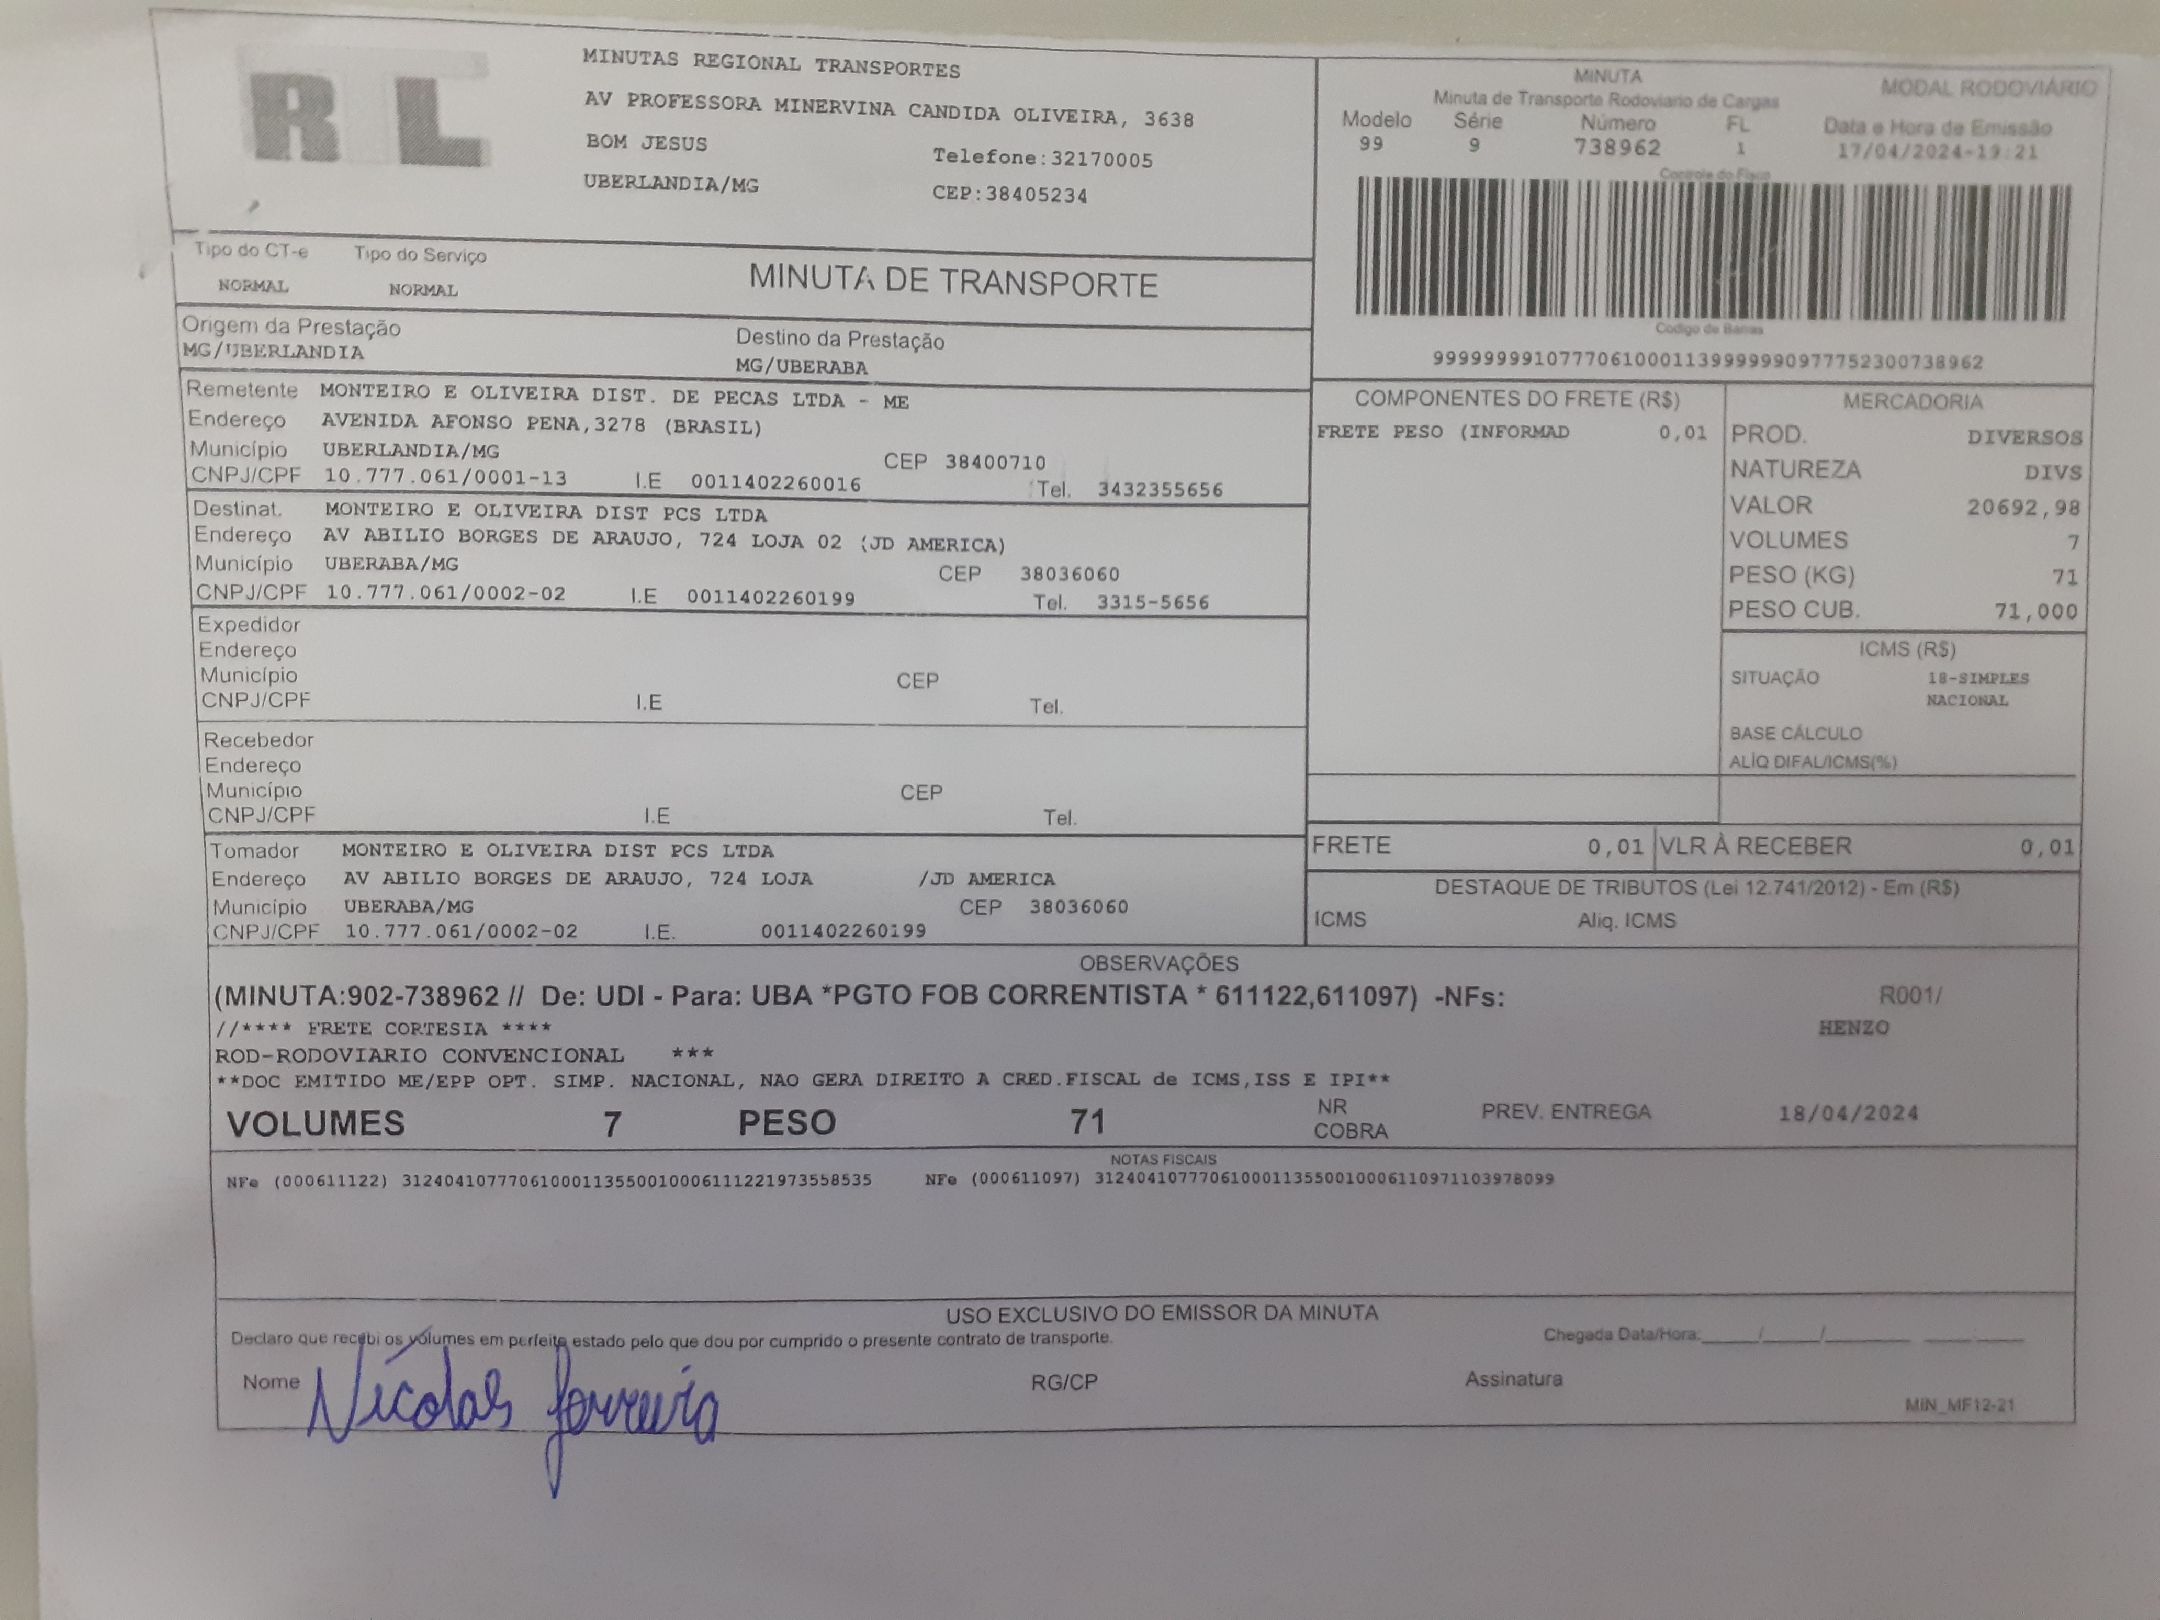 RTL
MINUTAS REGIONAL TRANSPORTES
AV PROFESSORA MINERVINA CANDIDA OLIVEIRA, 3638
BOM JESUS
Telefone:32170005
UBERLANDIA/MG
CEP:38405234
MINUTA
MODAL RODOVIÁRIO
Minuta de Transporte Rodoviario de Cargas
Modelo Série Número FL Data e Hora de Emissão
99 9 738962 1 17/04/2024-19:21
Controle do Fisco
Codigo de Barras
999999991077706100011399999990977752300738962
Tipo do CT-e Tipo do Serviço
NORMAL NORMAL
MINUTA DE TRANSPORTE
Origem da Prestação Destino da Prestação
MG/UBERLANDIA MG/UBERABA
Remetente MONTEIRO E OLIVEIRA DIST. DE PECAS LTDA - ME
Endereço AVENIDA AFONSO PENA,3278 (BRASIL)
Município UBERLANDIA/MG CEP 38400710
CNPJ/CPF 10.777.061/0001-13 I.E 0011402260016 Tel. 3432355656
Destinat. MONTEIRO E OLIVEIRA DIST PCS LTDA
Endereço AV ABILIO BORGES DE ARAUJO, 724 LOJA 02 (JD AMERICA)
Município UBERABA/MG CEP 38036060
CNPJ/CPF 10.777.061/0002-02 I.E 0011402260199 Tel. 3315-5656
Expedidor
Endereço
Município CEP
CNPJ/CPF I.E Tel.
Recebedor
Endereço
Município CEP
CNPJ/CPF I.E Tel.
Tomador MONTEIRO E OLIVEIRA DIST PCS LTDA
Endereço AV ABILIO BORGES DE ARAUJO, 724 LOJA /JD AMERICA
Município UBERABA/MG CEP 38036060
CNPJ/CPF 10.777.061/0002-02 I.E. 0011402260199
COMPONENTES DO FRETE (R$)
FRETE PESO (INFORMAD 0,01
MERCADORIA
PROD. DIVERSOS
NATUREZA DIVS
VALOR 20692,98
VOLUMES 7
PESO (KG) 71
PESO CUB. 71,000
ICMS (R$)
SITUAÇÃO 18-SIMPLES
NACIONAL
BASE CÁLCULO
ALÍQ DIFAL/ICMS(%)
FRETE 0,01 VLR À RECEBER 0,01
DESTAQUE DE TRIBUTOS (Lei 12.741/2012) - Em (R$)
ICMS Aliq. ICMS
OBSERVAÇÕES
(MINUTA:902-738962 // De: UDI - Para: UBA *PGTO FOB CORRENTISTA * 611122,611097) -NFs: R001/
//**** FRETE CORTESIA **** HENZO
ROD-RODOVIARIO CONVENCIONAL ***
**DOC EMITIDO ME/EPP OPT. SIMP. NACIONAL, NAO GERA DIREITO A CRED.FISCAL de ICMS,ISS E IPI**
VOLUMES 7 PESO 71 NR COBRA PREV. ENTREGA 18/04/2024
NOTAS FISCAIS
NFe (000611122) 31240410777061000113550010006111221973558535 NFe (000611097) 31240410777061000113550010006110971103978099
USO EXCLUSIVO DO EMISSOR DA MINUTA
Declaro que recebi os volumes em perfeito estado pelo que dou por cumprido o presente contrato de transporte. Chegada Data/Hora:_____/_____/_______ ____:____
Nome Nícolas Ferreira RG/CP Assinatura
MIN_MF12-21